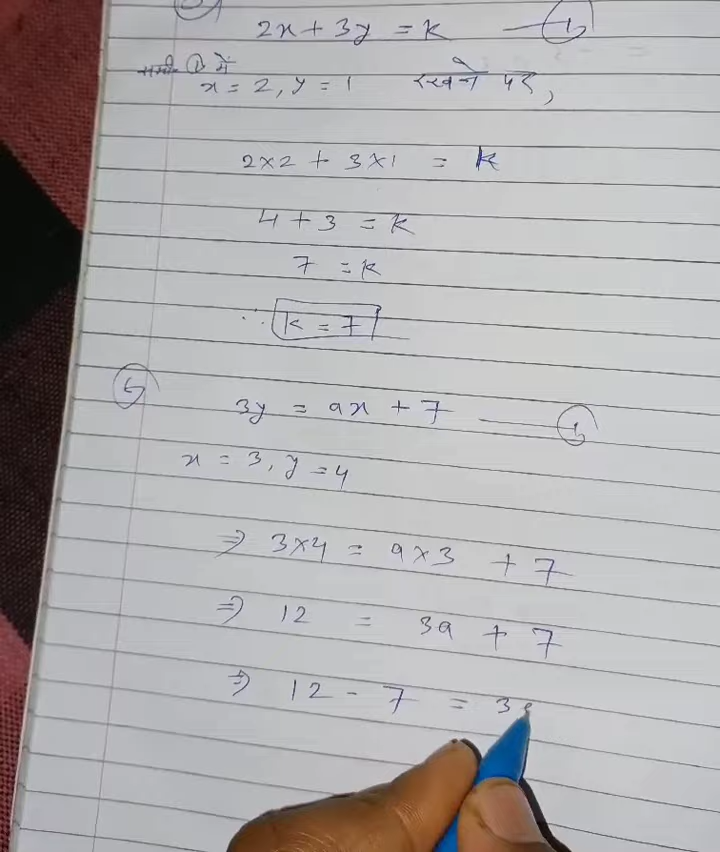 2x + 3y = k — ①
समी० ① में
x = 2, y = 1 रखने पर,
2×2 + 3×1 = k
4 + 3 = k
7 = k
∴ k = 7
5 3y = ax + 7 — ①
x = 3, y = 4
⇒ 3×4 = a×3 + 7
⇒ 12 = 3a + 7
⇒ 12 - 7 = 3